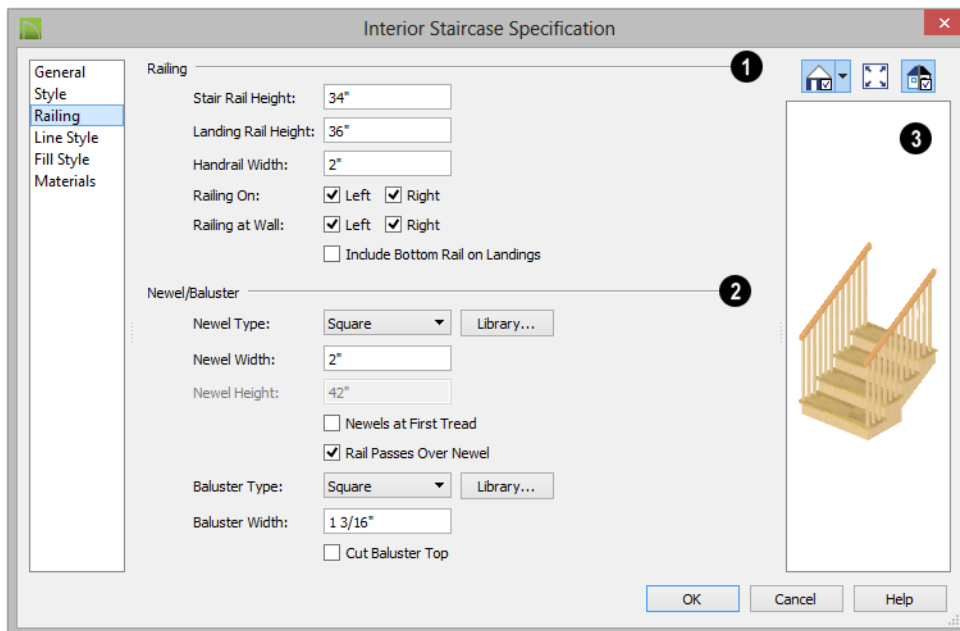 Interior Staircase Specification
General
Style
Railing
Line Style
Fill Style
Materials
Railing 1
Stair Rail Height: 34"
Landing Rail Height: 36"
Handrail Width: 2"
Railing On: Left Right
Railing at Wall: Left Right
Include Bottom Rail on Landings
Newel/Baluster 2
Newel Type: Square Library...
Newel Width: 2"
Newel Height: 42"
Newels at First Tread
Rail Passes Over Newel
Baluster Type: Square Library...
Baluster Width: 1 3/16"
Cut Baluster Top
3
OK Cancel Help